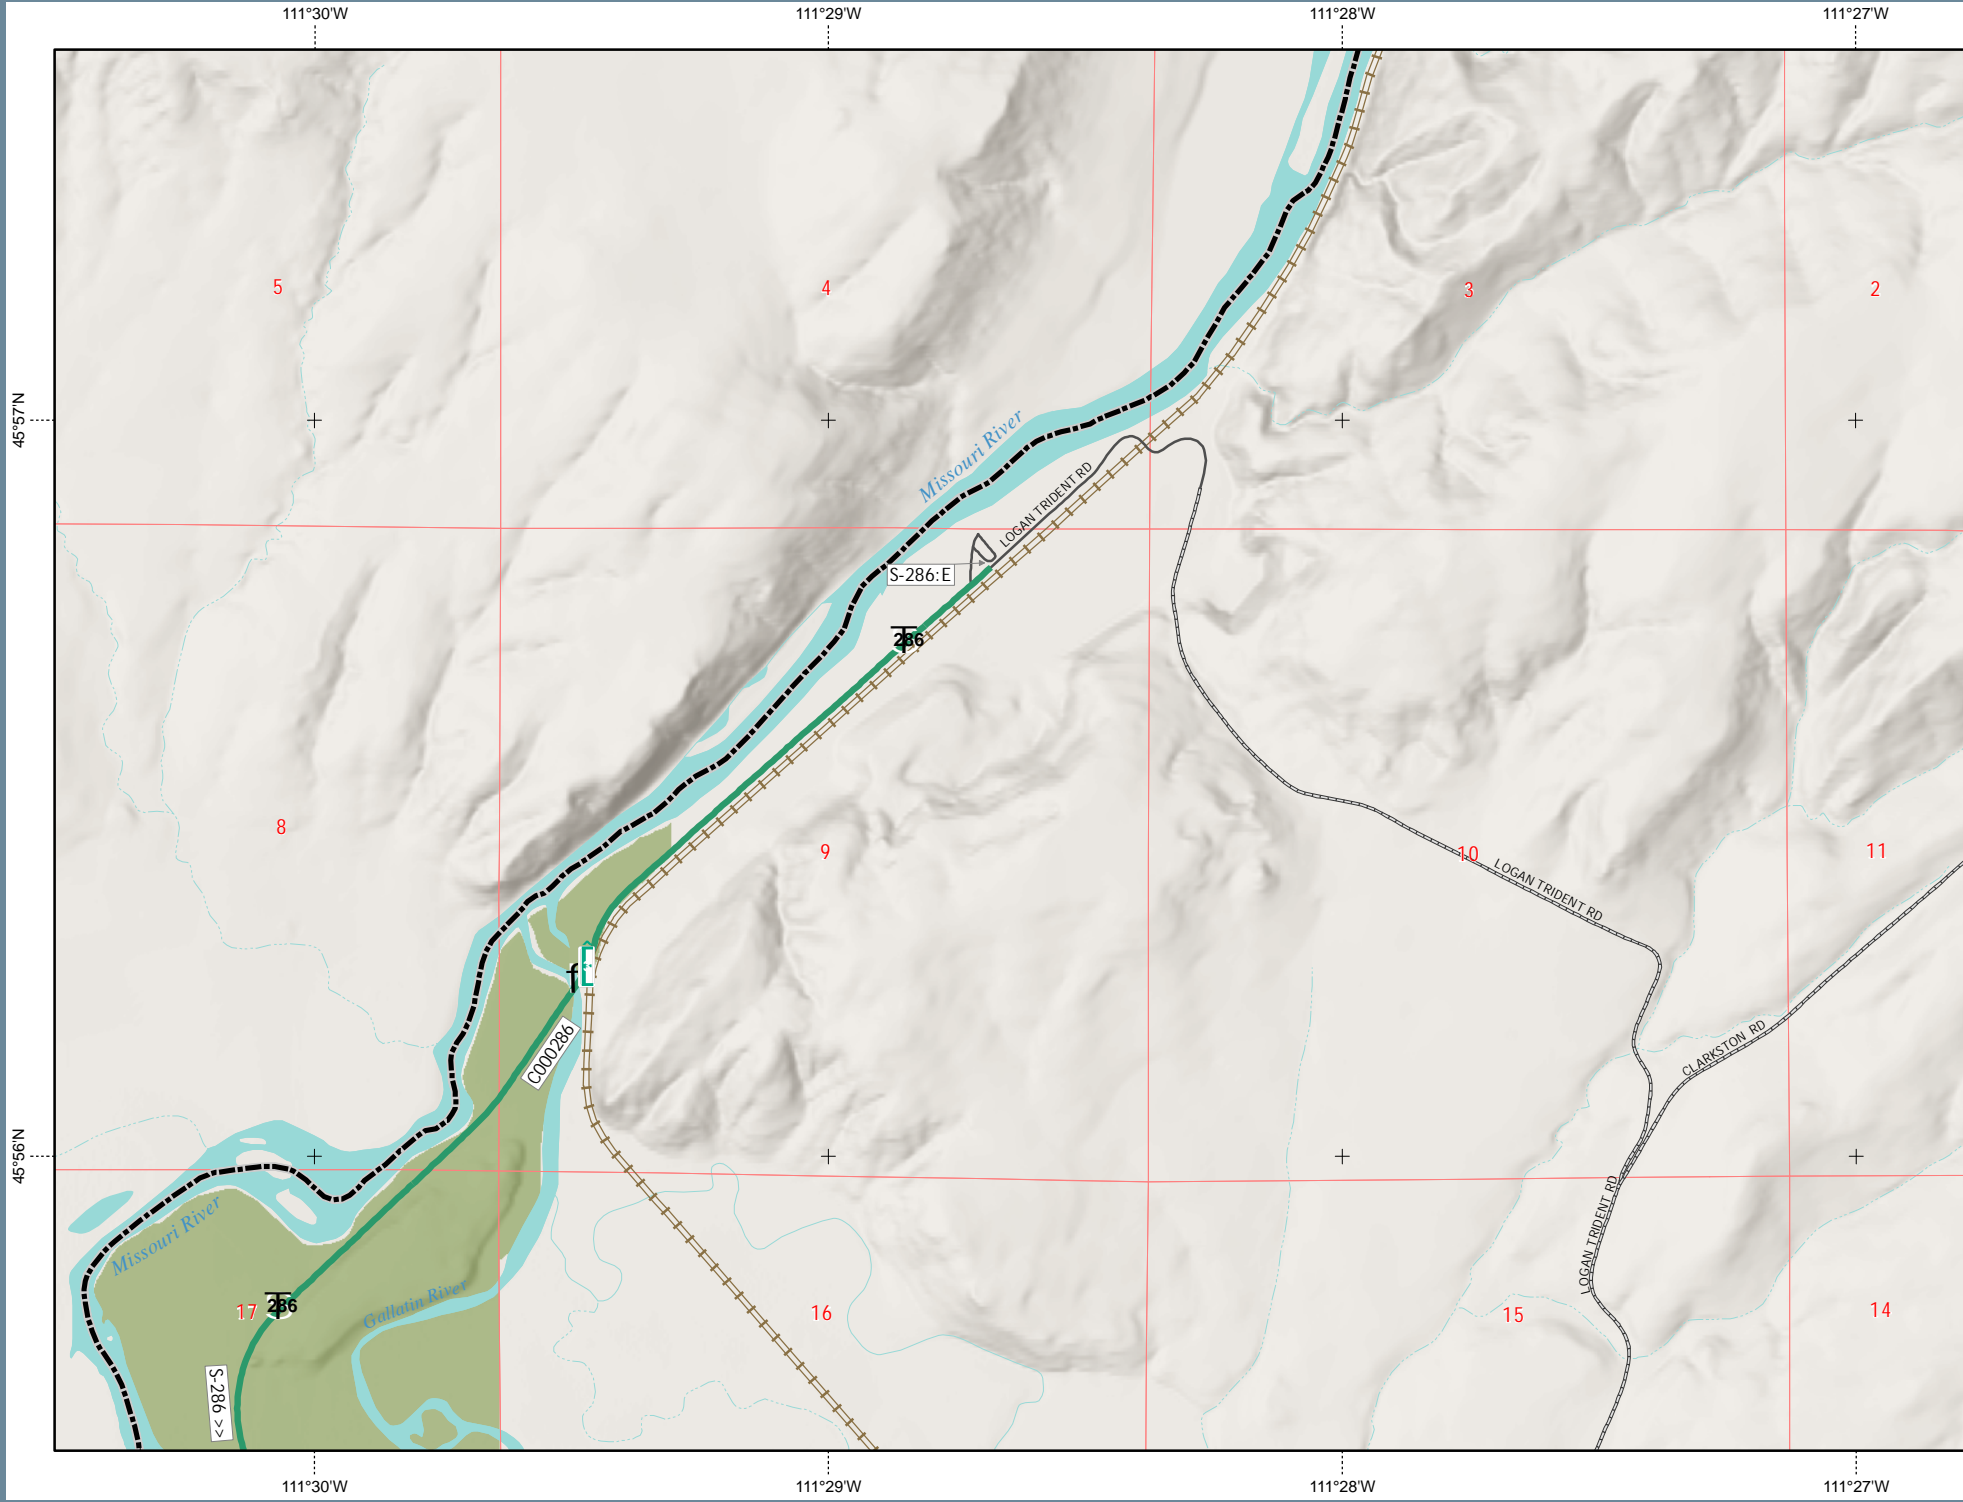 111°30'W
111°29'W
111°28'W
111°27'W
5
4
3
2
45°57'N
Missouri River
LOGAN TRIDENT RD
S-286:E
286
8
9
10
11
LOGAN TRIDENT RD
C000286
CLARKSTON RD
45°56'N
Missouri River
LOGAN TRIDENT RD
Gallatin River
17
286
16
15
14
S-286 >>
111°30'W
111°29'W
111°28'W
111°27'W